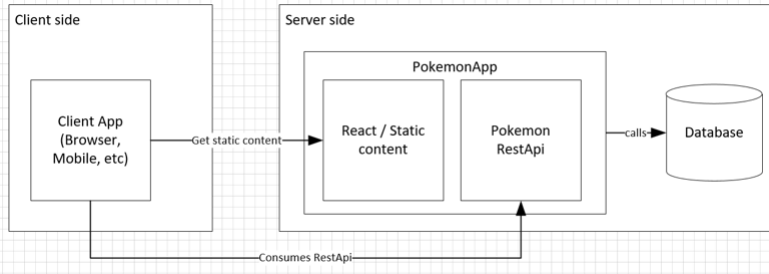 Client side
Server side
PokemonApp
Client App
(Browser,
Mobile, etc)
Get static content
React / Static
content
Pokemon
RestApi
calls
Database
Consumes RestApi